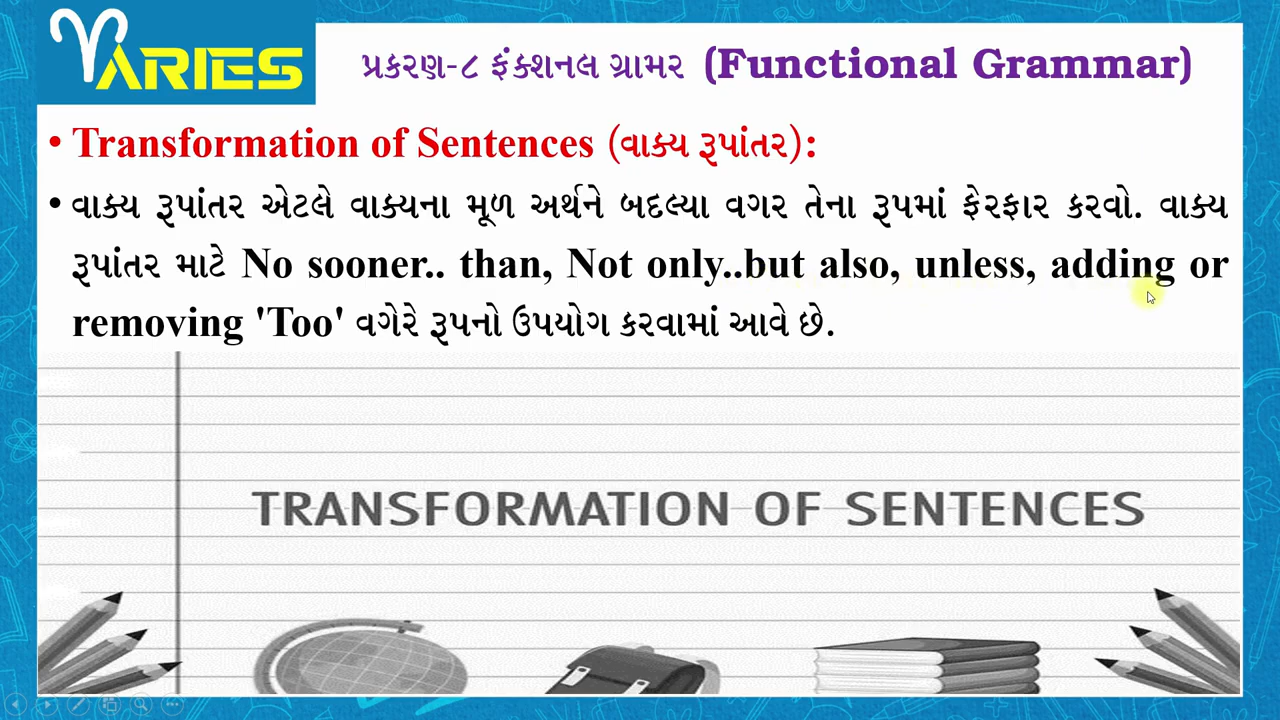 ARIES
પ્રકરણ-૮ ફંક્શનલ ગ્રામર (Functional Grammar)
• Transformation of Sentences (વાક્ય રૂપાંતર):
• વાક્ય રૂપાંતર એટલે વાક્યના મૂળ અર્થને બદલ્યા વગર તેના રૂપમાં ફેરફાર કરવો. વાક્ય
રૂપાંતર માટે No sooner.. than, Not only..but also, unless, adding or
removing 'Too' વગેરે રૂપનો ઉપયોગ કરવામાં આવે છે.
TRANSFORMATION OF SENTENCES